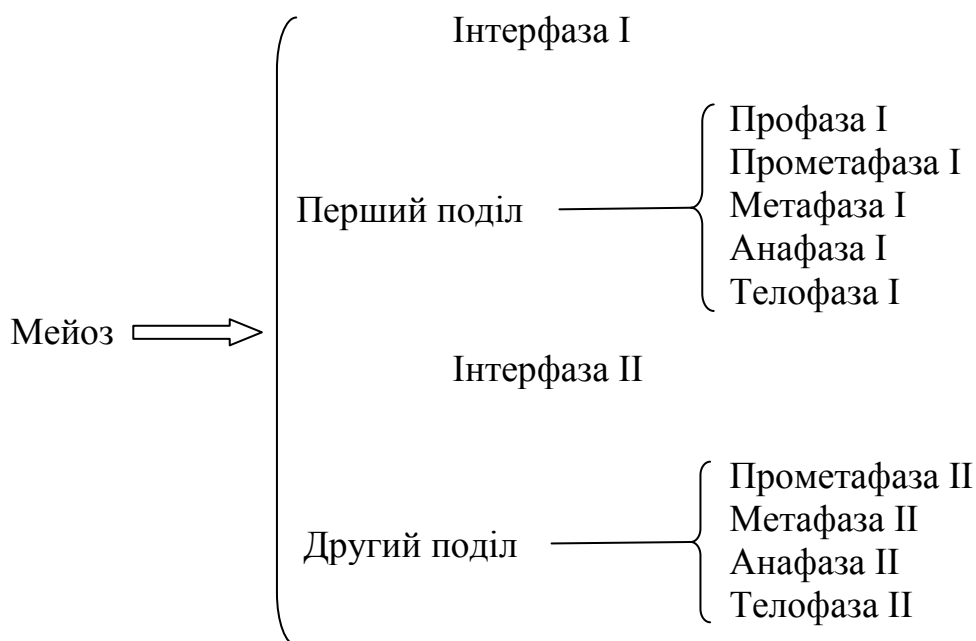 Інтерфаза I
Перший поділ
Профаза I
Прометафаза I
Метафаза I
Анафаза I
Телофаза I
Мейоз
Інтерфаза II
Другий поділ
Прометафаза II
Метафаза II
Анафаза II
Телофаза II